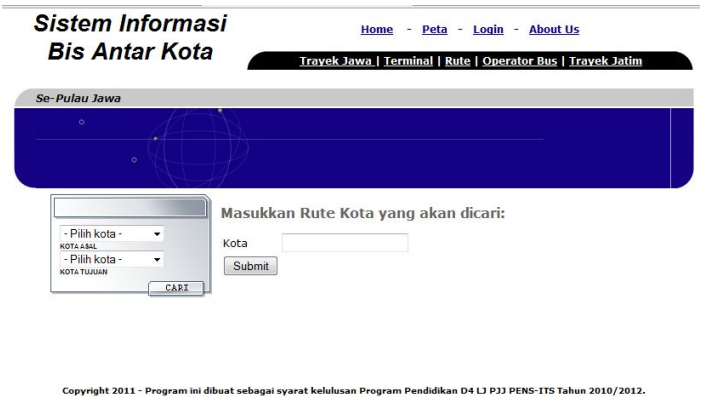 Sistem Informasi
Bis Antar Kota
Home - Peta - Login - About Us
Trayek Jawa | Terminal | Rute | Operator Bus | Trayek Jatim
Se-Pulau Jawa
Masukkan Rute Kota yang akan dicari:
- Pilih kota -
KOTA ASAL
- Pilih kota -
KOTA TUJUAN
CARI
Kota
Submit
Copyright 2011 - Program ini dibuat sebagai syarat kelulusan Program Pendidikan D4 LJ PJJ PENS-ITS Tahun 2010/2012.